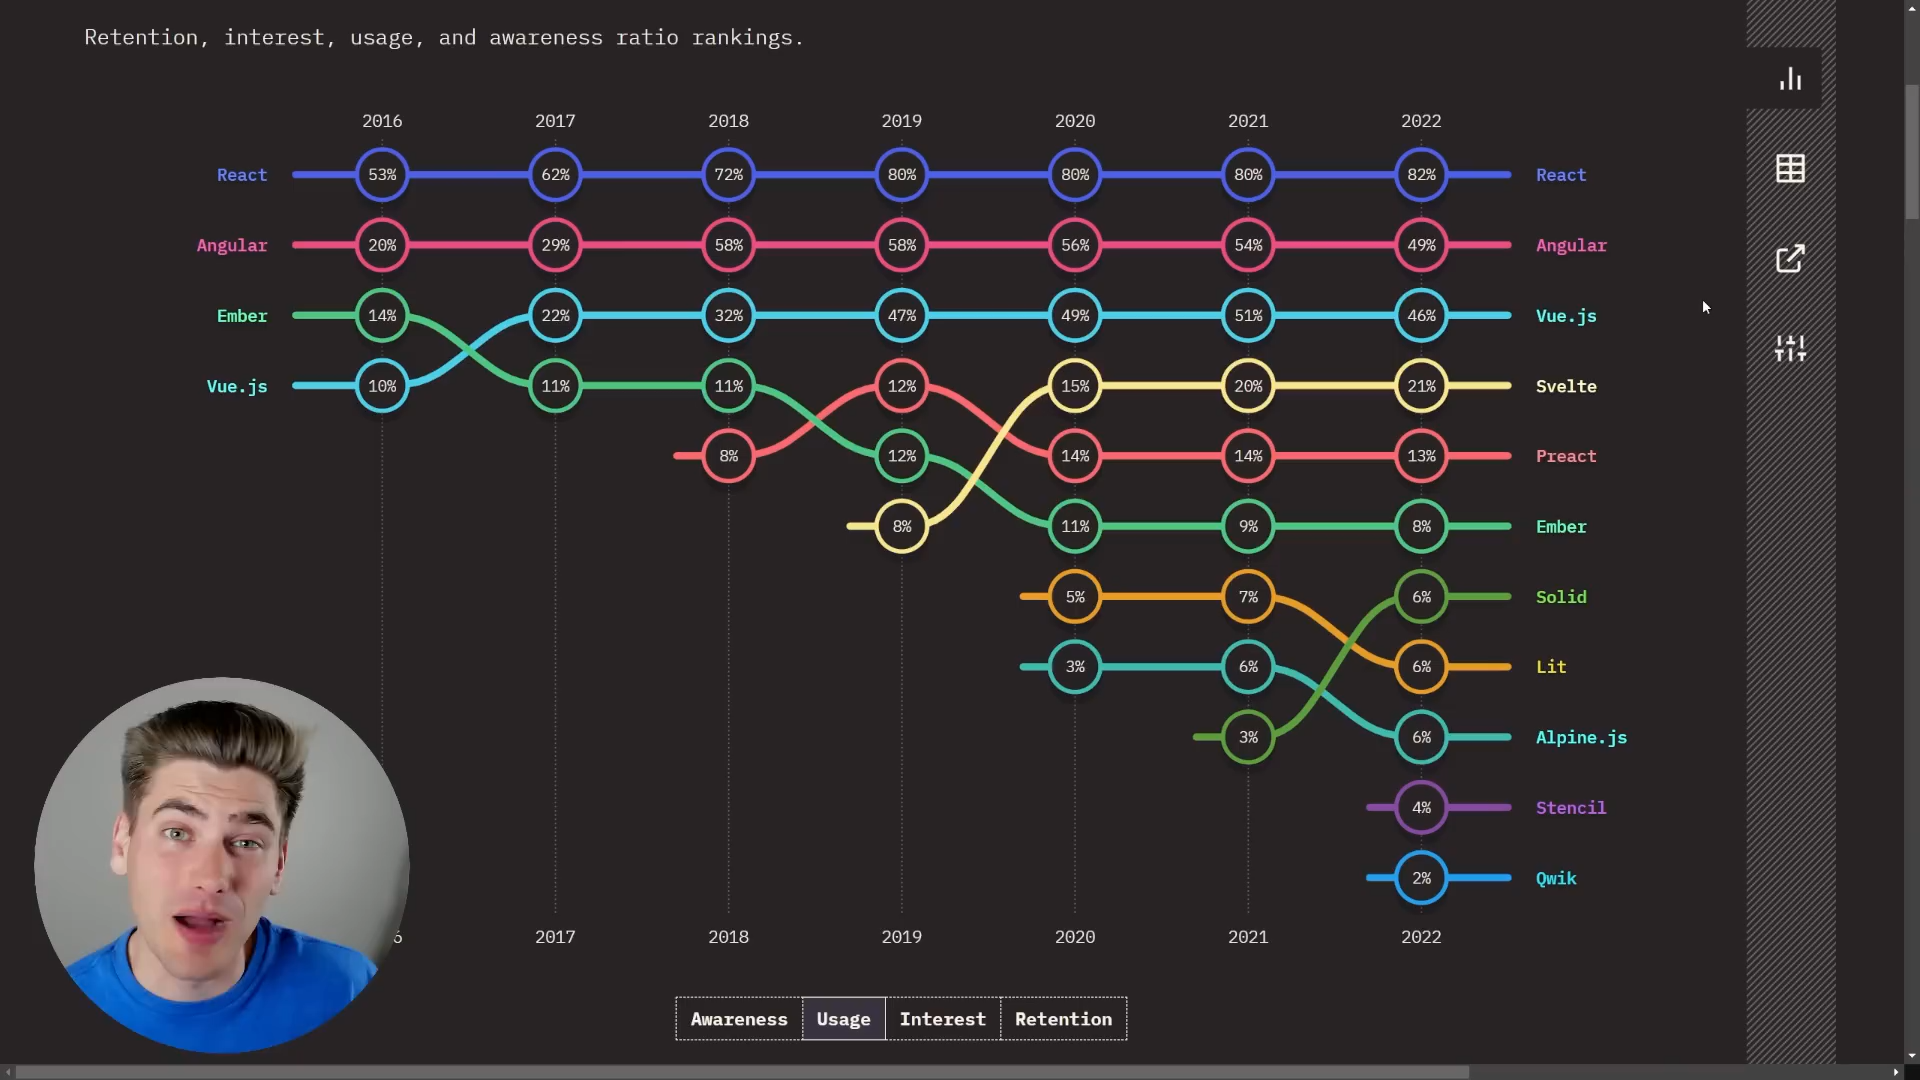 Retention, interest, usage, and awareness ratio rankings.
2016 2017 2018 2019 2020 2021 2022
React 53% 62% 72% 80% 80% 80% 82% React
Angular 20% 29% 58% 58% 56% 54% 49% Angular
Ember 14% 22% 32% 47% 49% 51% 46% Vue.js
Vue.js 10% 11% 11% 12% 15% 20% 21% Svelte
8% 12% 14% 14% 13% Preact
8% 11% 9% 8% Ember
5% 7% 6% Solid
3% 6% 6% Lit
3% 6% Alpine.js
4% Stencil
2% Qwik
6 2017 2018 2019 2020 2021 2022
Awareness Usage Interest Retention